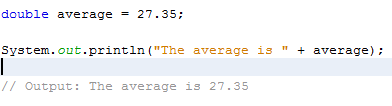 double average = 27.35;
System.out.println("The average is " + average);
// Output: The average is 27.35